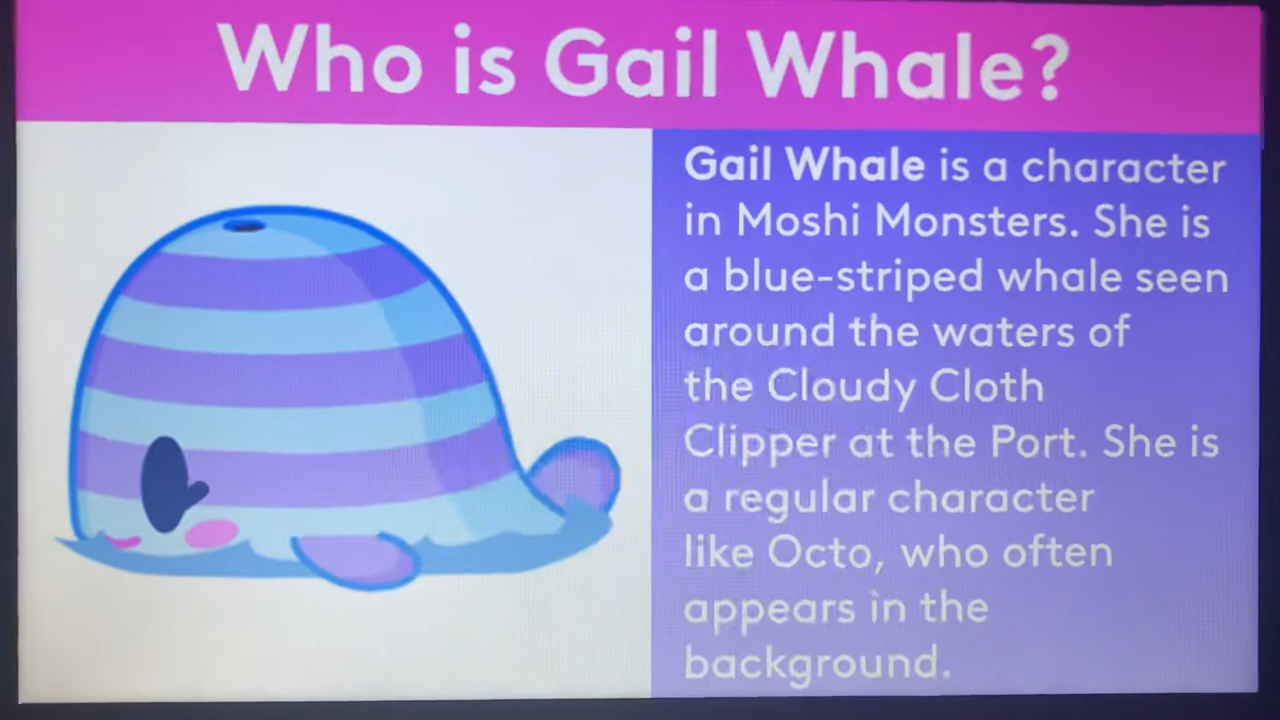 Who is Gail Whale?
Gail Whale is a character
in Moshi Monsters. She is
a blue-striped whale seen
around the waters of
the Cloudy Cloth
Clipper at the Port. She is
a regular character
like Octo, who often
appears in the
background.